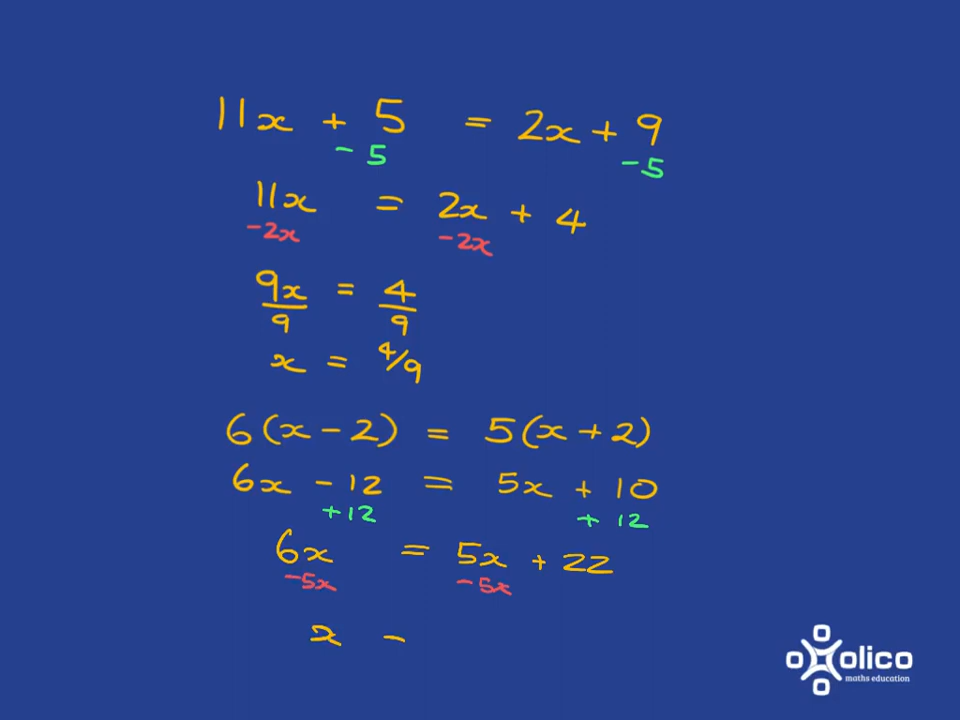 11x + 5 = 2x + 9
- 5 - 5
11x = 2x + 4
-2x -2x
9x/9 = 4/9
x = 4/9
6(x - 2) = 5(x + 2)
6x - 12 = 5x + 10
+12 + 12
6x = 5x + 22
-5x -5x
x -
olico
maths education